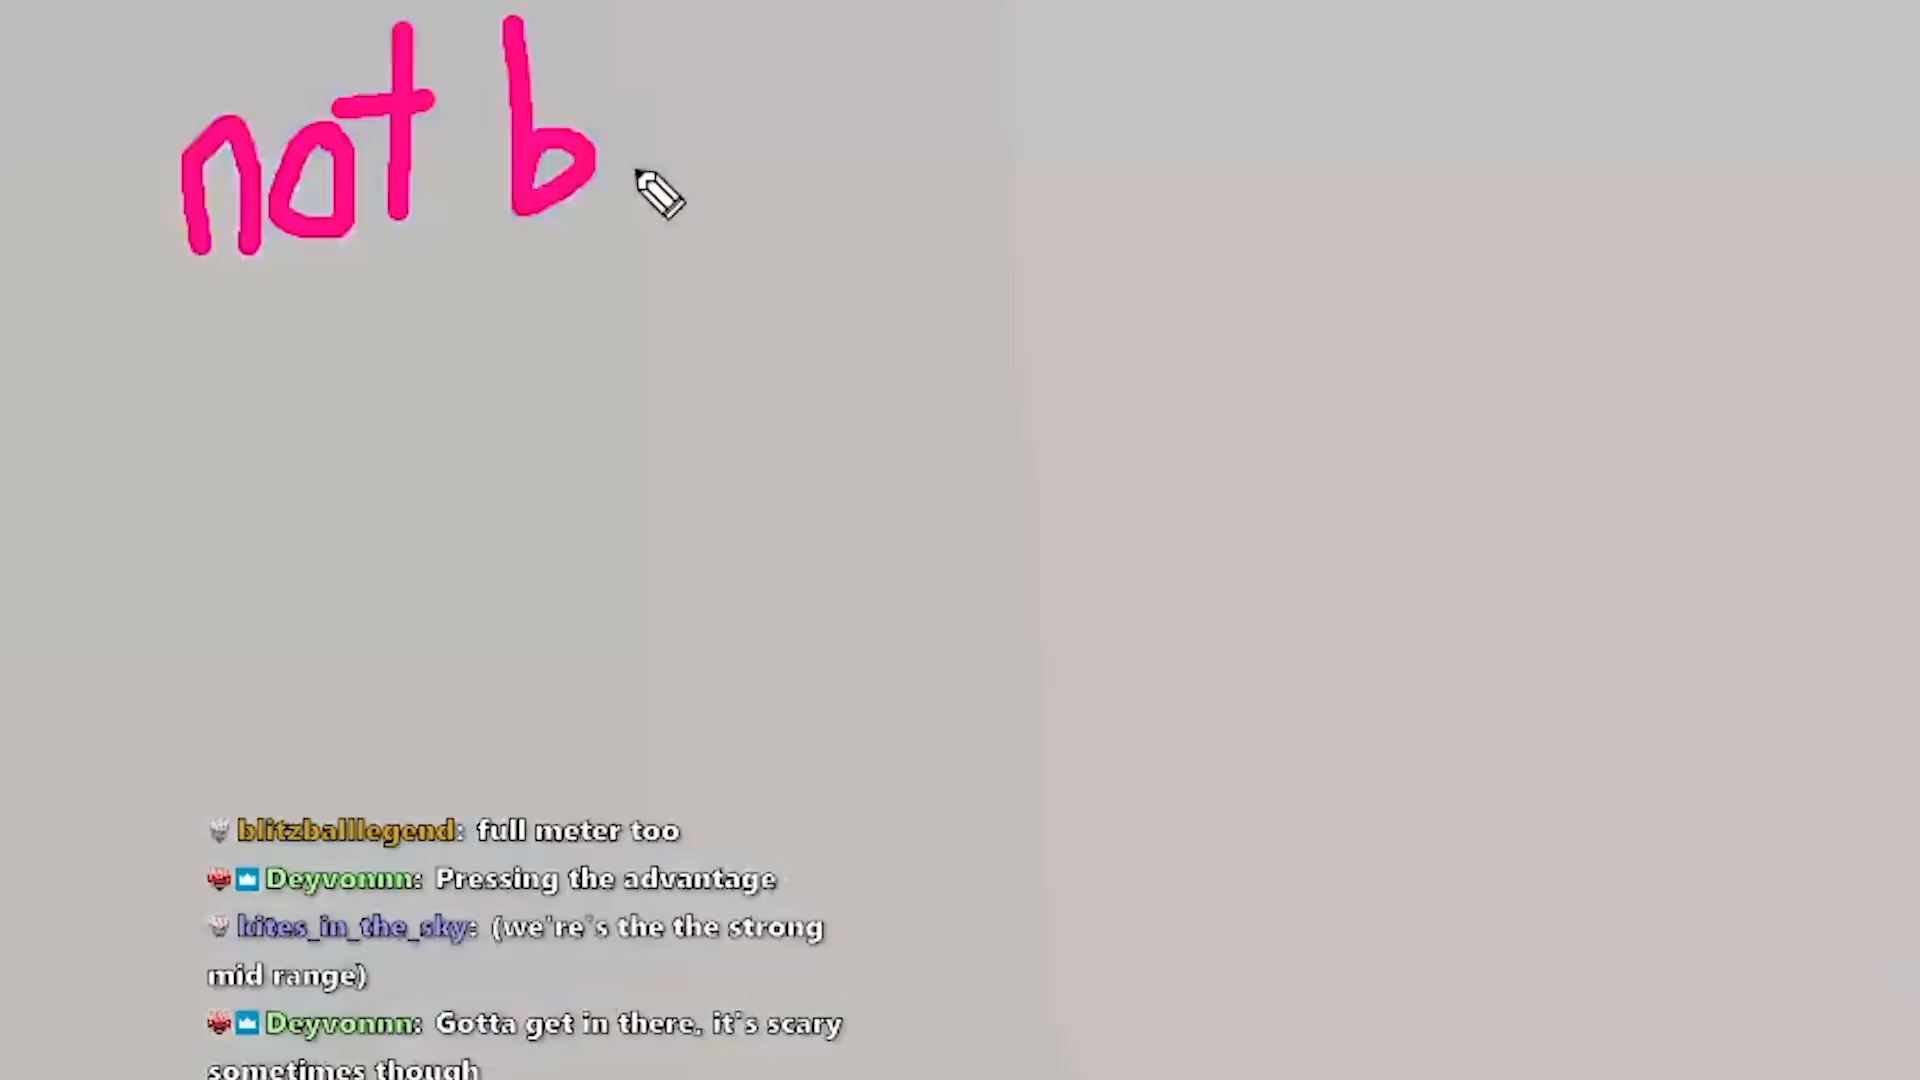 not b
blitzballlegend: full meter too
Deyvonnn: Pressing the advantage
kites_in_the_sky: (we're's the the strong
mid range)
Deyvonnn: Gotta get in there, it's scary
sometimes though